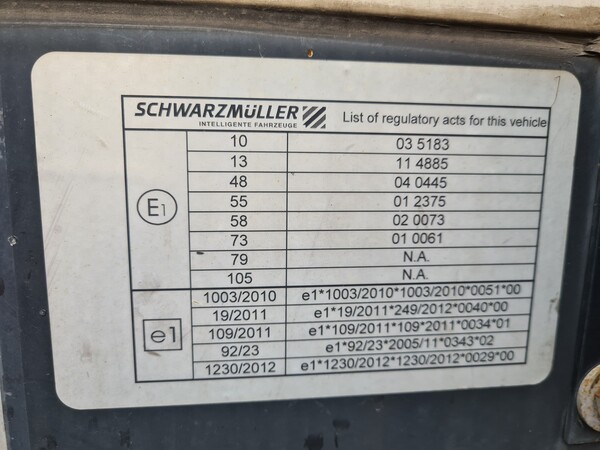 SCHWARZMÜLLER
INTELLIGENTE FAHRZEUGE
List of regulatory acts for this vehicle
E1
10 03 5183
13 11 4885
48 04 0445
55 01 2375
58 02 0073
73 01 0061
79 N.A.
105 N.A.
e1
1003/2010 e1*1003/2010*1003/2010*0051*00
19/2011 e1*19/2011*249/2012*0040*00
109/2011 e1*109/2011*109*2011*0034*01
92/23 e1*92/23*2005/11*0343*02
1230/2012 e1*1230/2012*1230/2012*0029*00